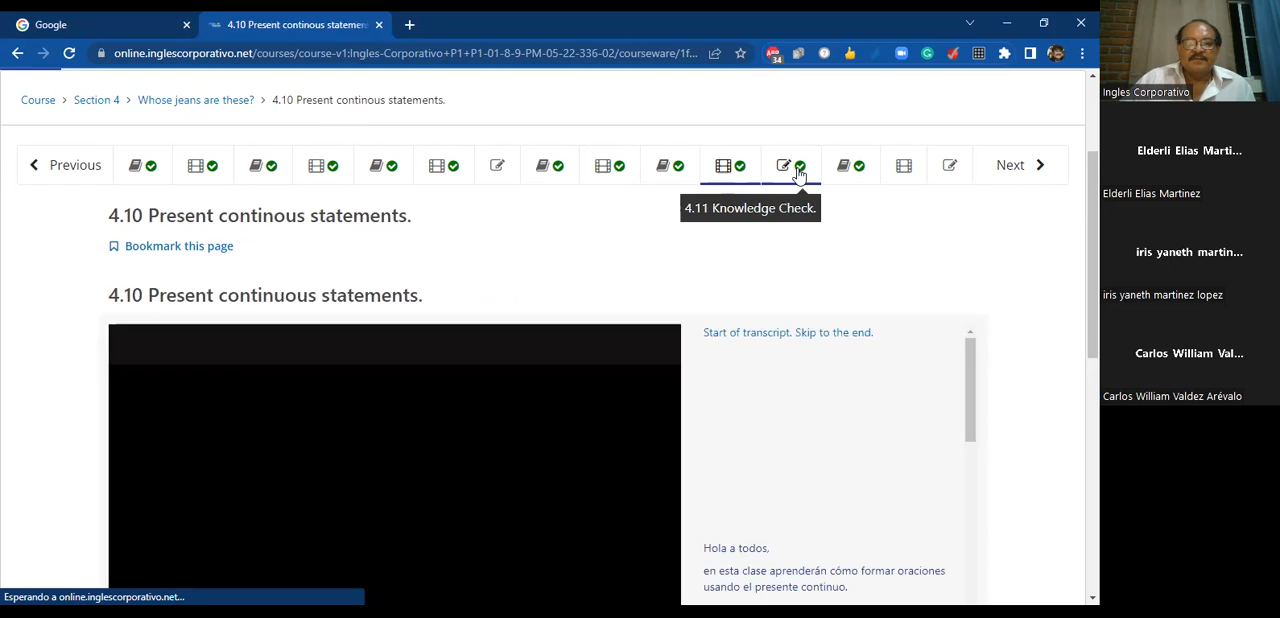 Google
4.10 Present continous statemen
online.inglescorporativo.net/courses/course-v1:Ingles-Corporativo+P1+P1-01-8-9-PM-05-22-336-02/courseware/1f...
34
Course > Section 4 > Whose jeans are these? > 4.10 Present continous statements.
Previous
Next
4.11 Knowledge Check.
4.10 Present continous statements.
Bookmark this page
4.10 Present continuous statements.
Start of transcript. Skip to the end.
Hola a todos,
en esta clase aprenderán cómo formar oraciones
usando el presente continuo.
Esperando a online.inglescorporativo.net...
Ingles Corporativo
Elderli Elias Marti...
Elderli Elias Martinez
iris yaneth martin...
iris yaneth martinez lopez
Carlos William Val...
Carlos William Valdez Arévalo